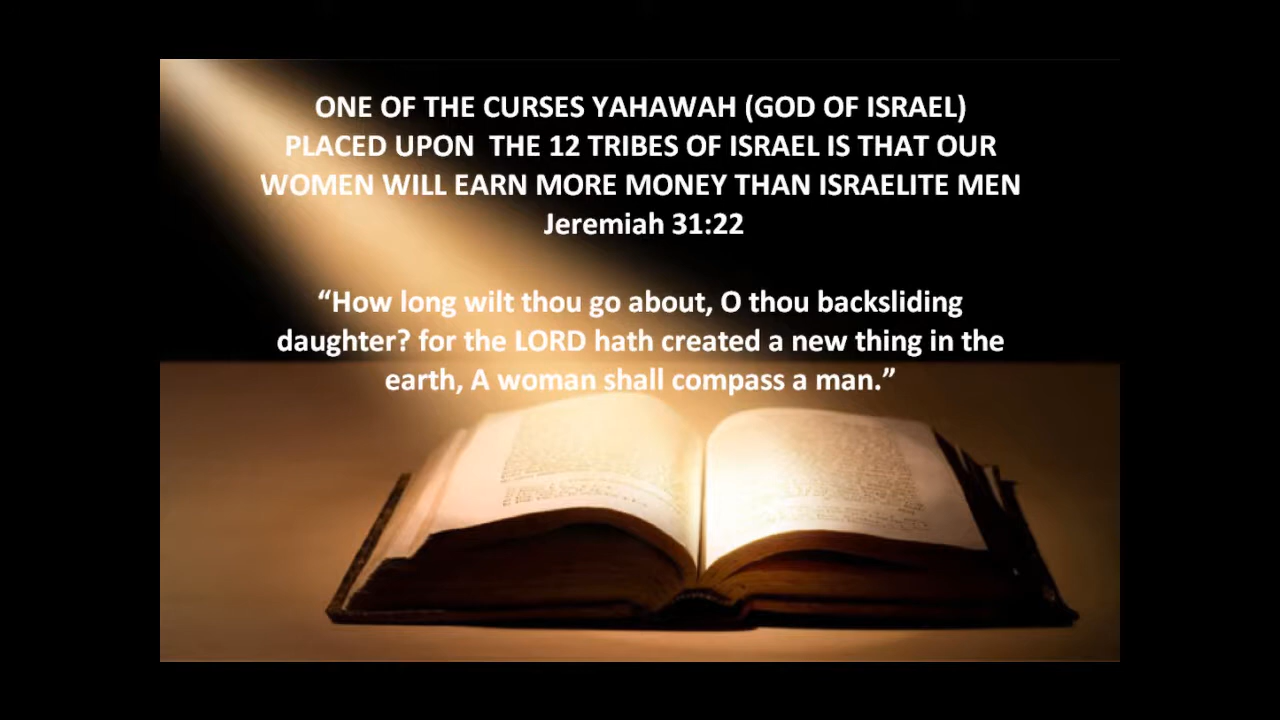 ONE OF THE CURSES YAHAWAH (GOD OF ISRAEL)
PLACED UPON  THE 12 TRIBES OF ISRAEL IS THAT OUR
WOMEN WILL EARN MORE MONEY THAN ISRAELITE MEN
Jeremiah 31:22
“How long wilt thou go about, O thou backsliding
daughter? for the LORD hath created a new thing in the
earth, A woman shall compass a man.”